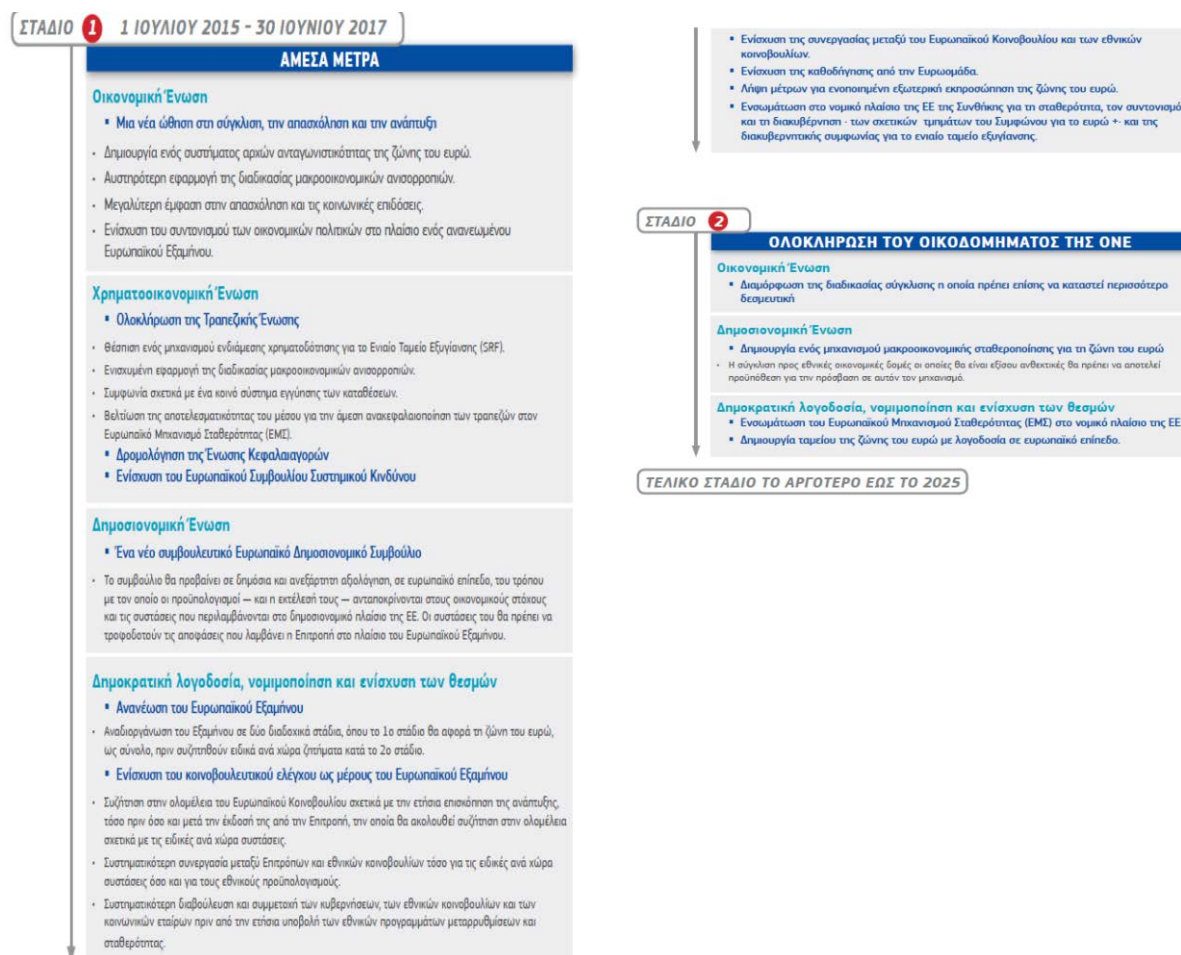 ΣΤΑΔΙΟ 1 1 ΙΟΥΛΙΟΥ 2015 - 30 ΙΟΥΝΙΟΥ 2017
ΑΜΕΣΑ ΜΕΤΡΑ
Οικονομική Ένωση
▪ Μια νέα ώθηση στη σύγκλιση, την απασχόληση και την ανάπτυξη
• Δημιουργία ενός συστήματος αρχών ανταγωνιστικότητας της ζώνης του ευρώ.
• Αυστηρότερη εφαρμογή της διαδικασίας μακροοικονομικών ανισορροπιών.
• Μεγαλύτερη έμφαση στην απασχόληση και τις κοινωνικές επιδόσεις.
• Ενίσχυση του συντονισμού των οικονομικών πολιτικών στο πλαίσιο ενός ανανεωμένου
Ευρωπαϊκού Εξαμήνου.
Χρηματοοικονομική Ένωση
▪ Ολοκλήρωση της Τραπεζικής Ένωσης
• Θέσπιση ενός μηχανισμού ενδιάμεσης χρηματοδότησης για το Ενιαίο Ταμείο Εξυγίανσης (SRF).
• Ενισχυμένη εφαρμογή της διαδικασίας μακροοικονομικών ανισορροπιών.
• Συμφωνία σχετικά με ένα κοινό σύστημα εγγύησης των καταθέσεων.
• Βελτίωση της αποτελεσματικότητας του μέσου για την άμεση ανακεφαλαιοποίηση των τραπεζών στον
Ευρωπαϊκό Μηχανισμό Σταθερότητας (ΕΜΣ).
▪ Δρομολόγηση της Ένωσης Κεφαλαιαγορών
▪ Ενίσχυση του Ευρωπαϊκού Συμβουλίου Συστημικού Κινδύνου
Δημοσιονομική Ένωση
▪ Ένα νέο συμβουλευτικό Ευρωπαϊκό Δημοσιονομικό Συμβούλιο
• Το συμβούλιο θα προβαίνει σε δημόσια και ανεξάρτητη αξιολόγηση, σε ευρωπαϊκό επίπεδο, του τρόπου
με τον οποίο οι προϋπολογισμοί — και η εκτέλεσή τους — ανταποκρίνονται στους οικονομικούς στόχους
και τις συστάσεις που περιλαμβάνονται στο δημοσιονομικό πλαίσιο της ΕΕ. Οι συστάσεις του θα πρέπει να
τροφοδοτούν τις αποφάσεις που λαμβάνει η Επιτροπή στο πλαίσιο του Ευρωπαϊκού Εξαμήνου.
Δημοκρατική λογοδοσία, νομιμοποίηση και ενίσχυση των θεσμών
▪ Ανανέωση του Ευρωπαϊκού Εξαμήνου
• Αναδιοργάνωση του Εξαμήνου σε δύο διαδοχικά στάδια, όπου το 1ο στάδιο θα αφορά τη ζώνη του ευρώ,
ως σύνολο, πριν συζητηθούν ειδικά ανά χώρα ζητήματα κατά το 2ο στάδιο.
▪ Ενίσχυση του κοινοβουλευτικού ελέγχου ως μέρους του Ευρωπαϊκού Εξαμήνου
• Συζήτηση στην ολομέλεια του Ευρωπαϊκού Κοινοβουλίου σχετικά με την ετήσια επισκόπηση της ανάπτυξης,
τόσο πριν όσο και μετά την έκδοσή της από την Επιτροπή, την οποία θα ακολουθεί συζήτηση στην ολομέλεια
σχετικά με τις ειδικές ανά χώρα συστάσεις.
• Συστηματικότερη συνεργασία μεταξύ Επιτρόπων και εθνικών κοινοβουλίων τόσο για τις ειδικές ανά χώρα
συστάσεις όσο και για τους εθνικούς προϋπολογισμούς.
• Συστηματικότερη διαβούλευση και συμμετοχή των κυβερνήσεων, των εθνικών κοινοβουλίων και των
κοινωνικών εταίρων πριν από την ετήσια υποβολή των εθνικών προγραμμάτων μεταρρυθμίσεων και
σταθερότητας.
▪ Ενίσχυση της συνεργασίας μεταξύ του Ευρωπαϊκού Κοινοβουλίου και των εθνικών
κοινοβουλίων.
▪ Ενίσχυση της καθοδήγησης από την Ευρωομάδα.
▪ Λήψη μέτρων για ενοποιημένη εξωτερική εκπροσώπηση της ζώνης του ευρώ.
▪ Ενσωμάτωση στο νομικό πλαίσιο της ΕΕ της Συνθήκης για τη σταθερότητα, τον συντονισμό
και τη διακυβέρνηση - των σχετικών τμημάτων του Συμφώνου για το ευρώ +- και της
διακυβερνητικής συμφωνίας για το ενιαίο ταμείο εξυγίανσης.
ΣΤΑΔΙΟ 2
ΟΛΟΚΛΗΡΩΣΗ ΤΟΥ ΟΙΚΟΔΟΜΗΜΑΤΟΣ ΤΗΣ ΟΝΕ
Οικονομική Ένωση
▪ Διαμόρφωση της διαδικασίας σύγκλισης η οποία πρέπει επίσης να καταστεί περισσότερο
δεσμευτική
Δημοσιονομική Ένωση
▪ Δημιουργία ενός μηχανισμού μακροοικονομικής σταθεροποίησης για τη ζώνη του ευρώ
• Η σύγκλιση προς εθνικές οικονομικές δομές οι οποίες θα είναι εξίσου ανθεκτικές θα πρέπει να αποτελεί
προϋπόθεση για την πρόσβαση σε αυτόν τον μηχανισμό.
Δημοκρατική λογοδοσία, νομιμοποίηση και ενίσχυση των θεσμών
▪ Ενσωμάτωση του Ευρωπαϊκού Μηχανισμού Σταθερότητας (ΕΜΣ) στο νομικό πλαίσιο της ΕΕ
▪ Δημιουργία ταμείου της ζώνης του ευρώ με λογοδοσία σε ευρωπαϊκό επίπεδο.
ΤΕΛΙΚΟ ΣΤΑΔΙΟ ΤΟ ΑΡΓΟΤΕΡΟ ΕΩΣ ΤΟ 2025